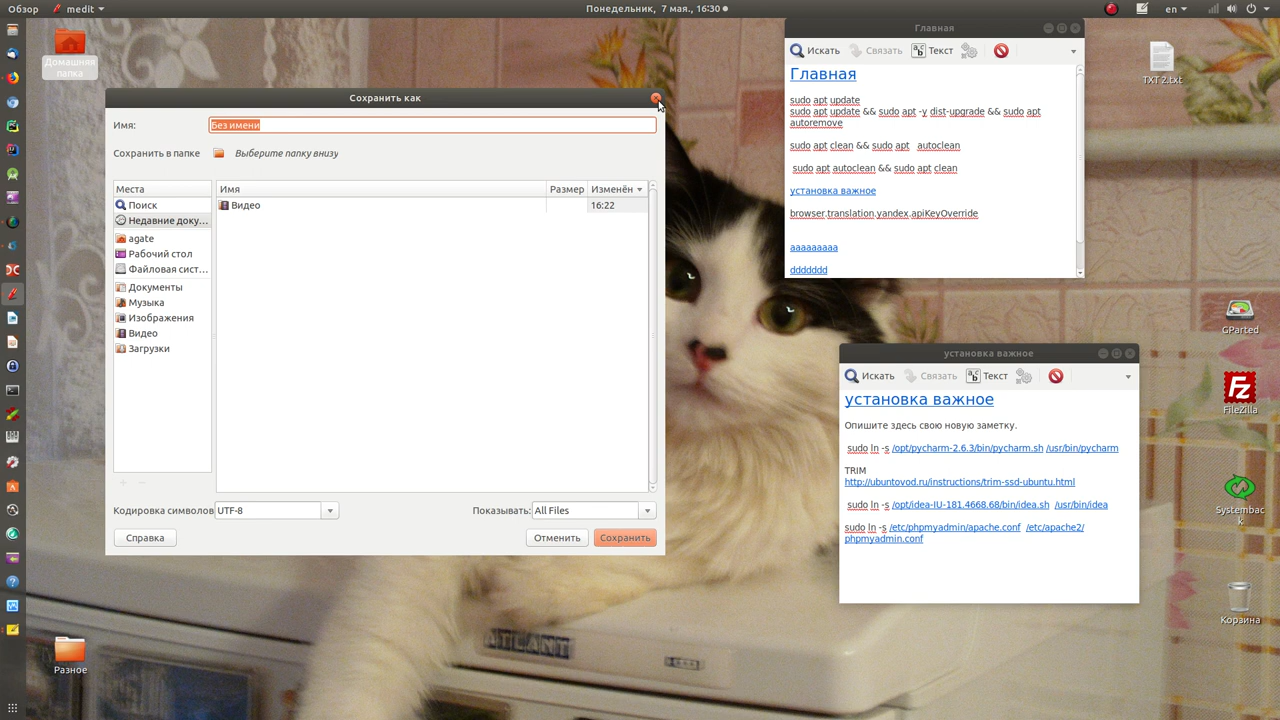 Обзор
medit
Понедельник, 7 мая., 16:30
en
Домашняя
папка
Разное
Сохранить как
Имя:
Без имени
Сохранить в папке
Выберите папку внизу
Места
Имя
Размер
Изменён
Поиск
Видео
16:22
Недавние доку…
agate
Рабочий стол
Файловая сист…
Документы
Музыка
Изображения
Видео
Загрузки
Кодировка символов
UTF-8
Показывать:
All Files
Справка
Отменить
Сохранить
Главная
Искать
Связать
Текст
Главная
sudo apt update
sudo apt update && sudo apt -y dist-upgrade && sudo apt
autoremove
sudo apt clean && sudo apt autoclean
sudo apt autoclean && sudo apt clean
установка важное
browser.translation.yandex.apiKeyOverride
ааааааааа
ddddddd
установка важное
Искать
Связать
Текст
установка важное
Опишите здесь свою новую заметку.
sudo ln -s /opt/pycharm-2.6.3/bin/pycharm.sh /usr/bin/pycharm
TRIM
http://ubuntovod.ru/instructions/trim-ssd-ubuntu.html
sudo ln -s /opt/idea-IU-181.4668.68/bin/idea.sh /usr/bin/idea
sudo ln -s /etc/phpmyadmin/apache.conf /etc/apache2/
phpmyadmin.conf
TXT 2.txt
GParted
FileZilla
Systembac
k
Корзина
ATLANT